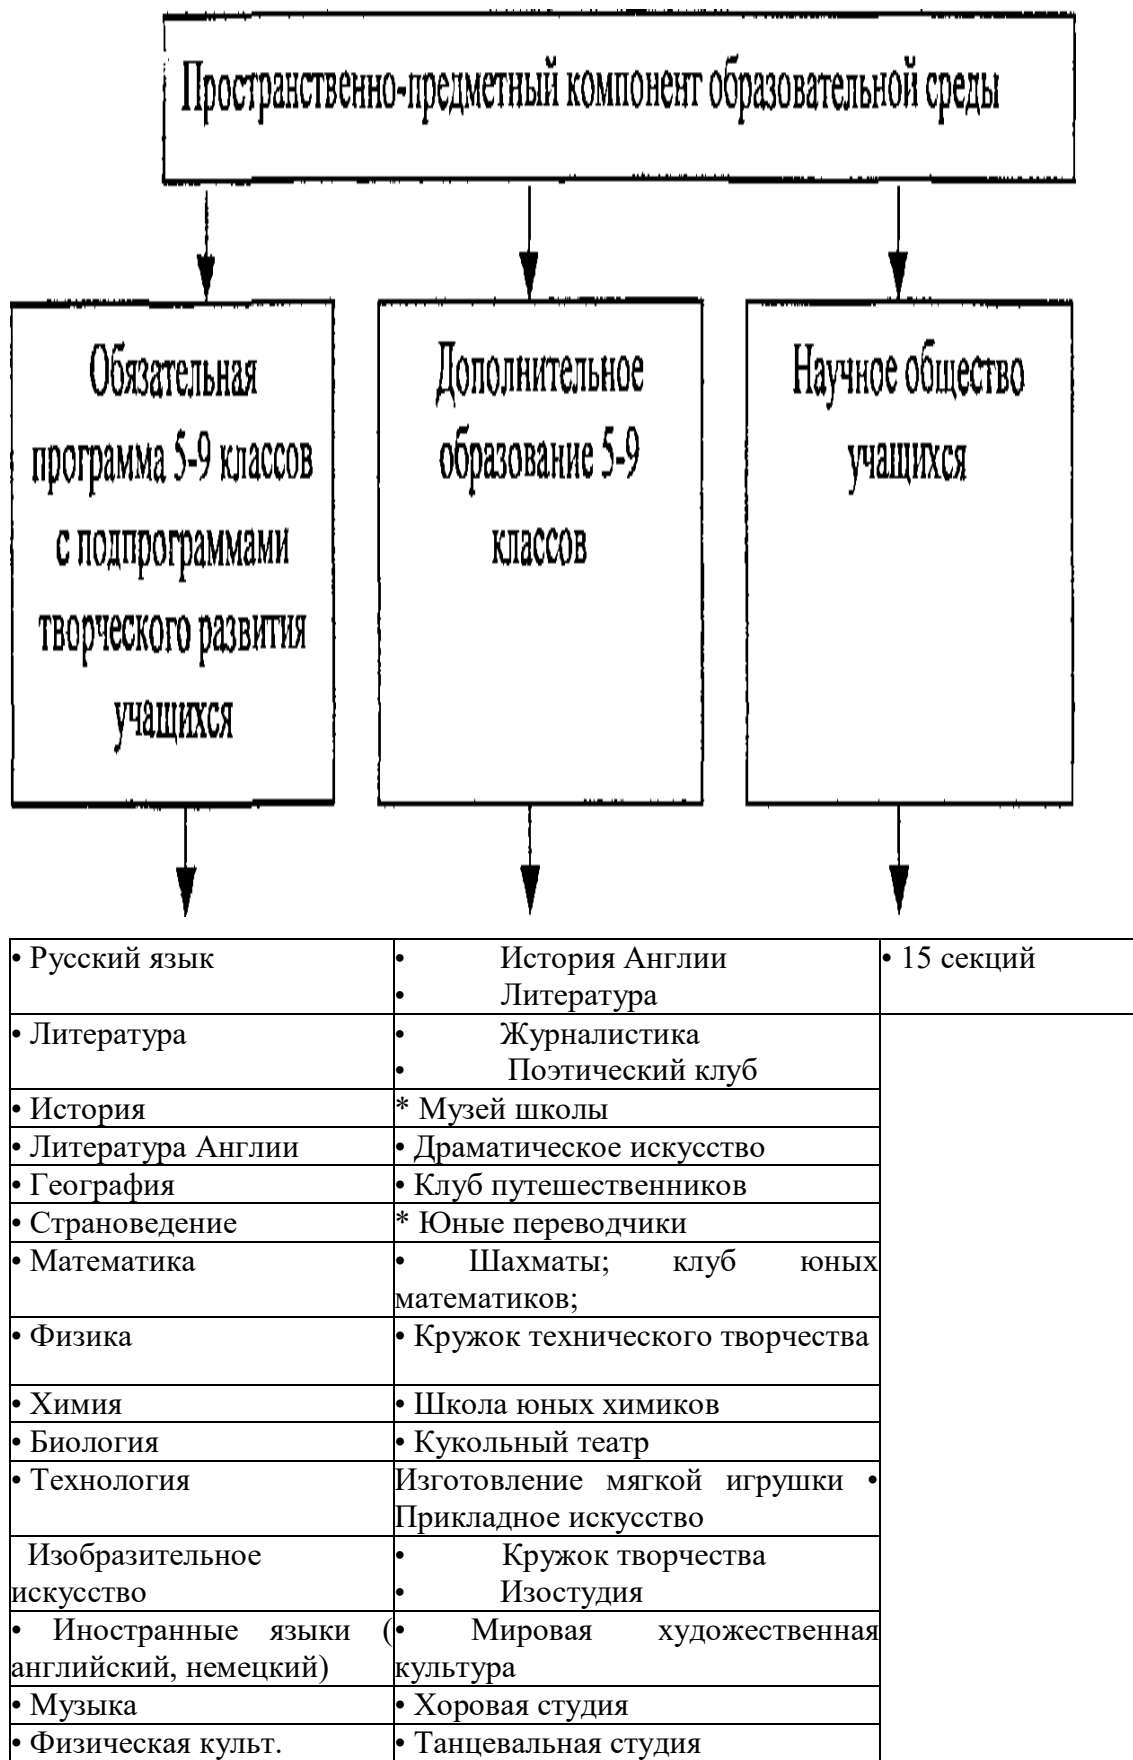 Пространственно-предметный компонент образовательной среды
Обязательная
программа 5-9 классов
с подпрограммами
творческого развития
учащихся
Дополнительное
образование 5-9
классов
Научное общество
учащихся
• Русский язык
• История Англии
• Литература
• 15 секций
• Литература
• Журналистика
• Поэтический клуб
• История
* Музей школы
• Литература Англии
• Драматическое искусство
• География
• Клуб путешественников
• Страноведение
* Юные переводчики
• Математика
• Шахматы; клуб юных
математиков;
• Физика
• Кружок технического творчества
• Химия
• Школа юных химиков
• Биология
• Кукольный театр
• Технология
Изготовление мягкой игрушки •
Прикладное искусство
Изобразительное
искусство
• Кружок творчества
• Изостудия
• Иностранные языки (
английский, немецкий)
• Мировая художественная
культура
• Музыка
• Хоровая студия
• Физическая культ.
• Танцевальная студия